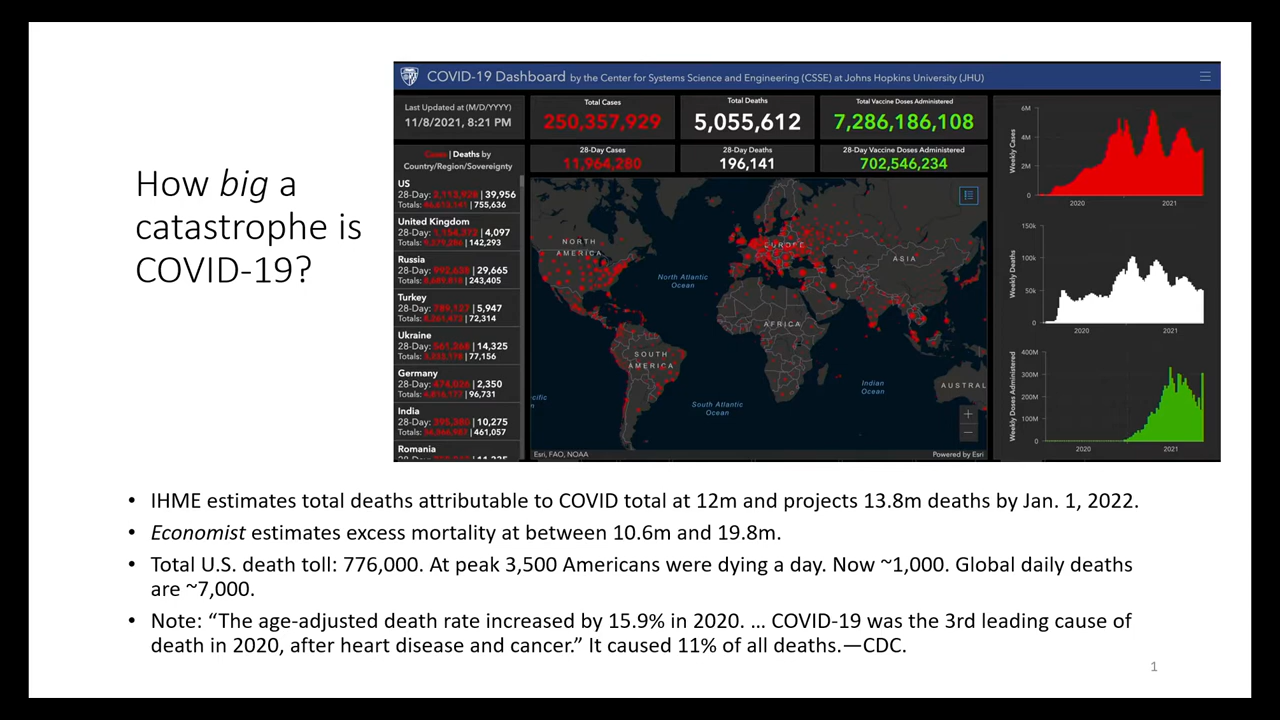 How big a
catastrophe is
COVID-19?
COVID-19 Dashboard by the Center for Systems Science and Engineering (CSSE) at Johns Hopkins University (JHU)
Last Updated at (M/D/YYYY)
11/8/2021, 8:21 PM
Total Cases
250,357,929
Total Deaths
5,055,612
Total Vaccine Doses Administered
7,286,186,108
28-Day Cases
11,964,280
28-Day Deaths
196,141
28-Day Vaccine Doses Administered
702,546,234
Cases | Deaths by
Country/Region/Sovereignty
US
28-Day: | 39,956
Totals: | 755,636
United Kingdom
28-Day: | 4,097
Totals: | 142,293
Russia
28-Day: | 29,665
Totals: | 243,405
Turkey
28-Day: | 5,947
Totals: | 72,314
Ukraine
28-Day: | 14,325
Totals: | 77,156
Germany
28-Day: | 2,350
Totals: | 96,731
India
28-Day: | 10,275
Totals: | 461,057
Romania
NORTH
AMERICA
EUROPE
ASIA
North Atlantic
Ocean
AFRICA
SOUTH
AMERICA
Indian
Ocean
AUSTRAL
cific
n
South Atlantic
Ocean
Esri, FAO, NOAA
Powered by Esri
Weekly Cases
6M
4M
2M
0
2020
2021
Weekly Deaths
150k
100k
50k
0
2020
2021
Weekly Doses Administered
400M
300M
200M
100M
0
2020
2021
• IHME estimates total deaths attributable to COVID total at 12m and projects 13.8m deaths by Jan. 1, 2022.
• Economist estimates excess mortality at between 10.6m and 19.8m.
• Total U.S. death toll: 776,000. At peak 3,500 Americans were dying a day. Now ~1,000. Global daily deaths
are ~7,000.
• Note: “The age-adjusted death rate increased by 15.9% in 2020. … COVID-19 was the 3rd leading cause of
death in 2020, after heart disease and cancer.” It caused 11% of all deaths.—CDC.
1